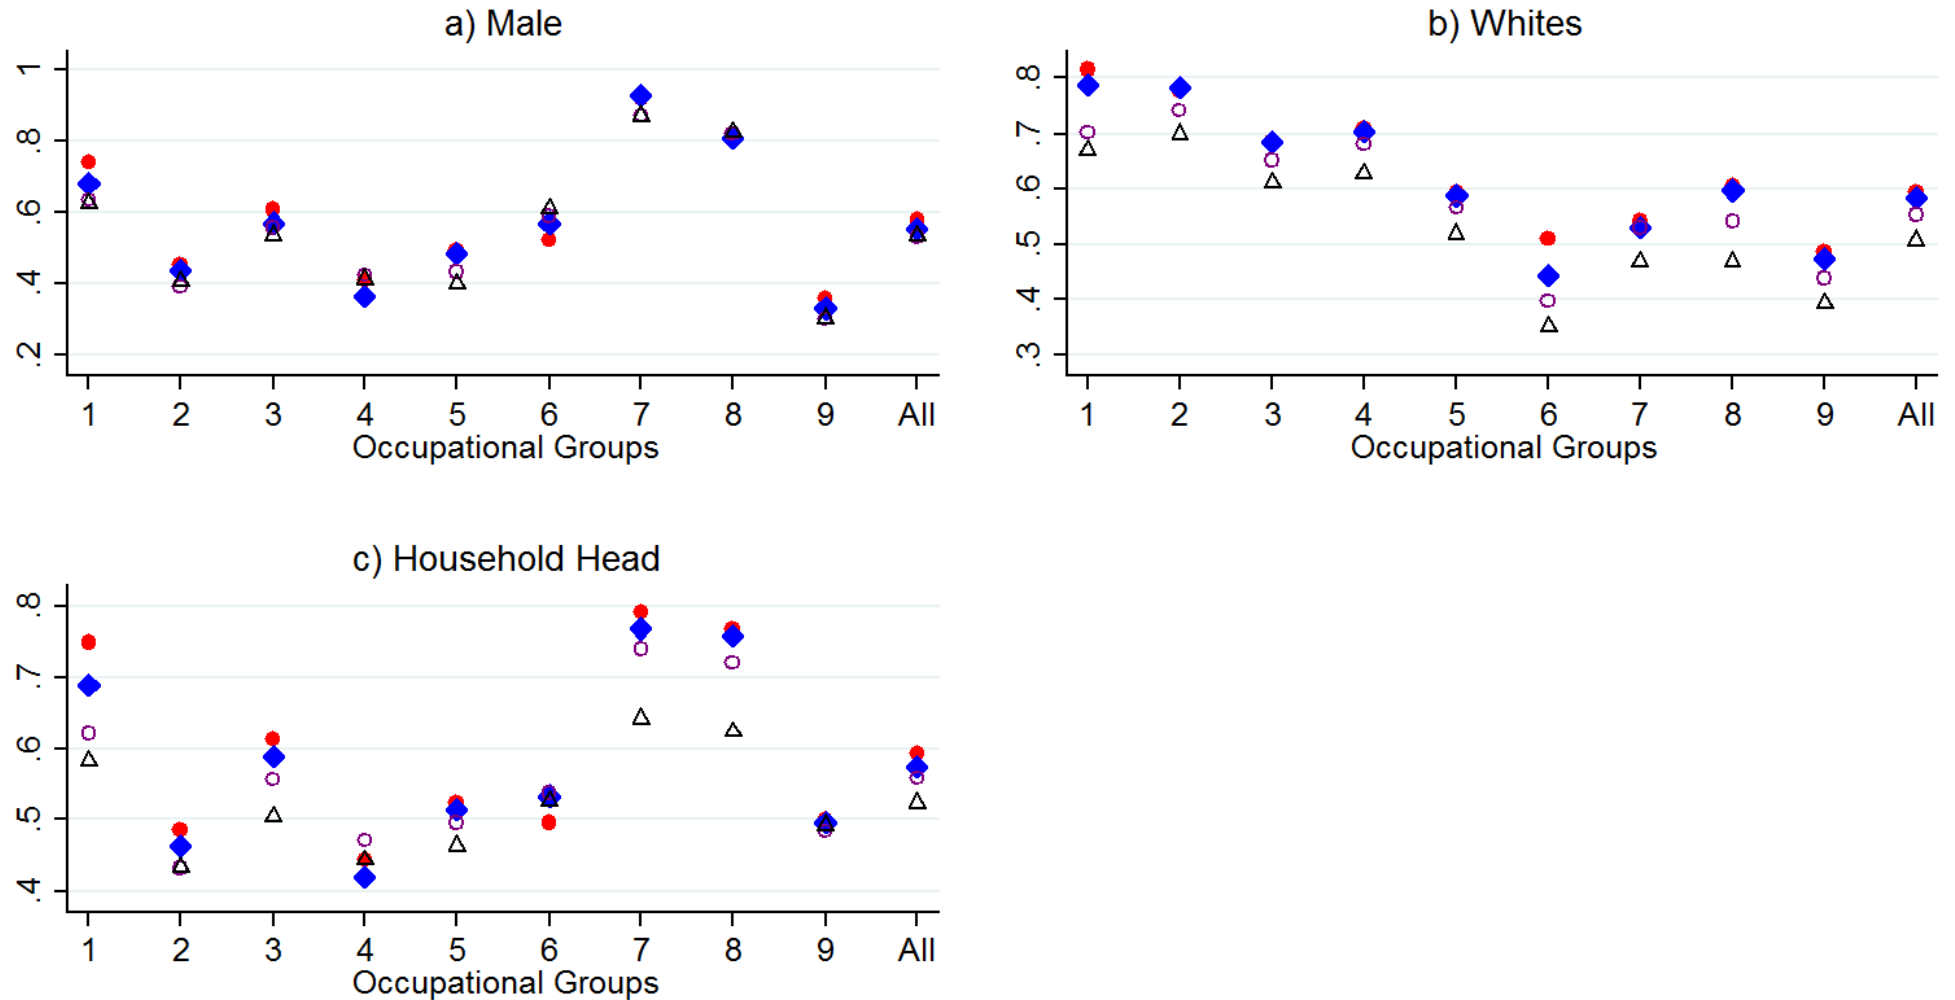 a) Male
1
.8
.6
.4
.2
1 2 3 4 5 6 7 8 9 All
Occupational Groups
b) Whites
.8
.7
.6
.5
.4
.3
1 2 3 4 5 6 7 8 9 All
Occupational Groups
c) Household Head
.8
.7
.6
.5
.4
1 2 3 4 5 6 7 8 9 All
Occupational Groups